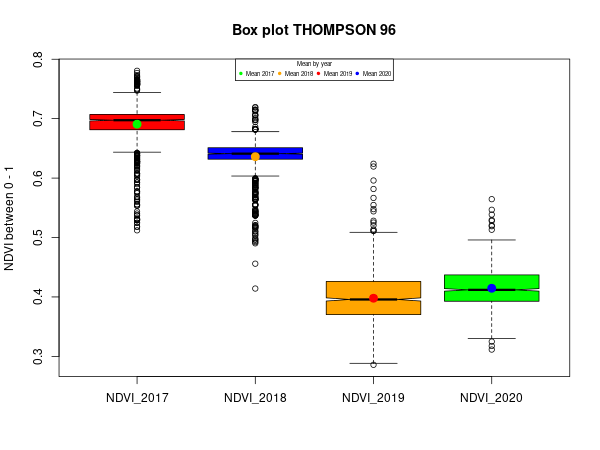 Box plot THOMPSON 96
Mean by year
Mean 2017 Mean 2018 Mean 2019 Mean 2020
NDVI between 0 - 1
0.8
0.7
0.6
0.5
0.4
0.3
NDVI_2017 NDVI_2018 NDVI_2019 NDVI_2020